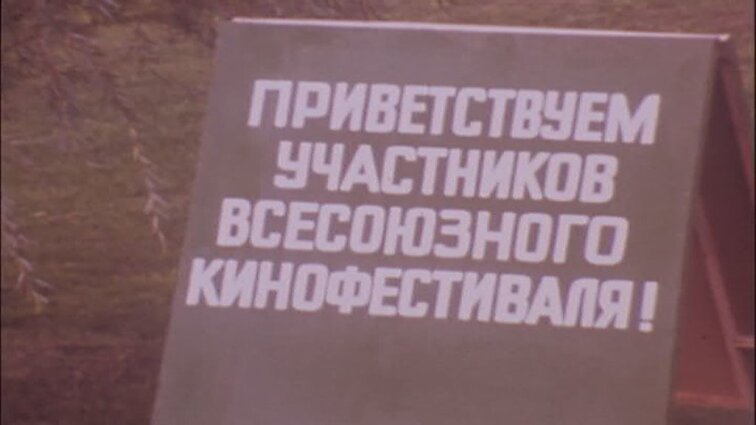 ПРИВЕТСТВУЕМ
УЧАСТНИКОВ
ВСЕСОЮЗНОГО
КИНОФЕСТИВАЛЯ!